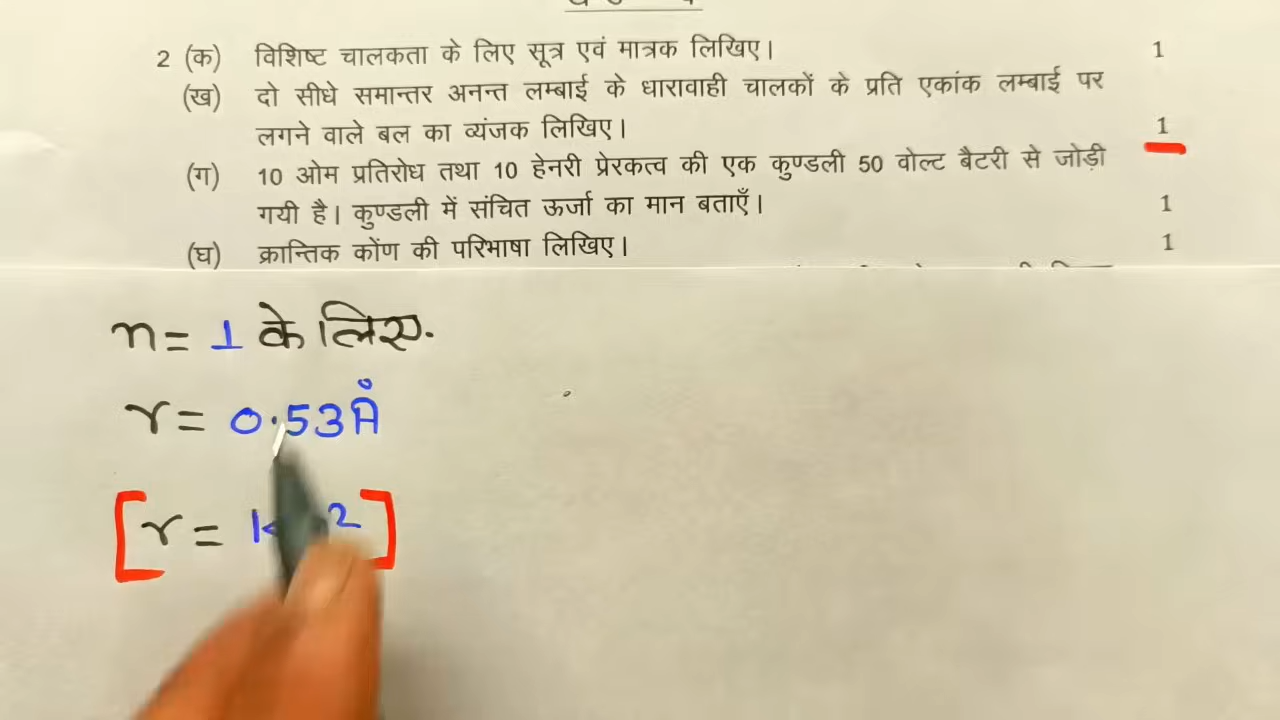 2 (क) विशिष्ट चालकता के लिए सूत्र एवं मात्रक लिखिए। 1
(ख) दो सीधे समान्तर अनन्त लम्बाई के धारावाही चालकों के प्रति एकांक लम्बाई पर
लगने वाले बल का व्यंजक लिखिए। 1
(ग) 10 ओम प्रतिरोध तथा 10 हेनरी प्रेरकत्व की एक कुण्डली 50 वोल्ट बैटरी से जोड़ी
गयी है। कुण्डली में संचित ऊर्जा का मान बताएँ। 1
(घ) क्रान्तिक कोंण की परिभाषा लिखिए। 1
n = 1 के लिए.
r = 0.53Å
[r = K 2]